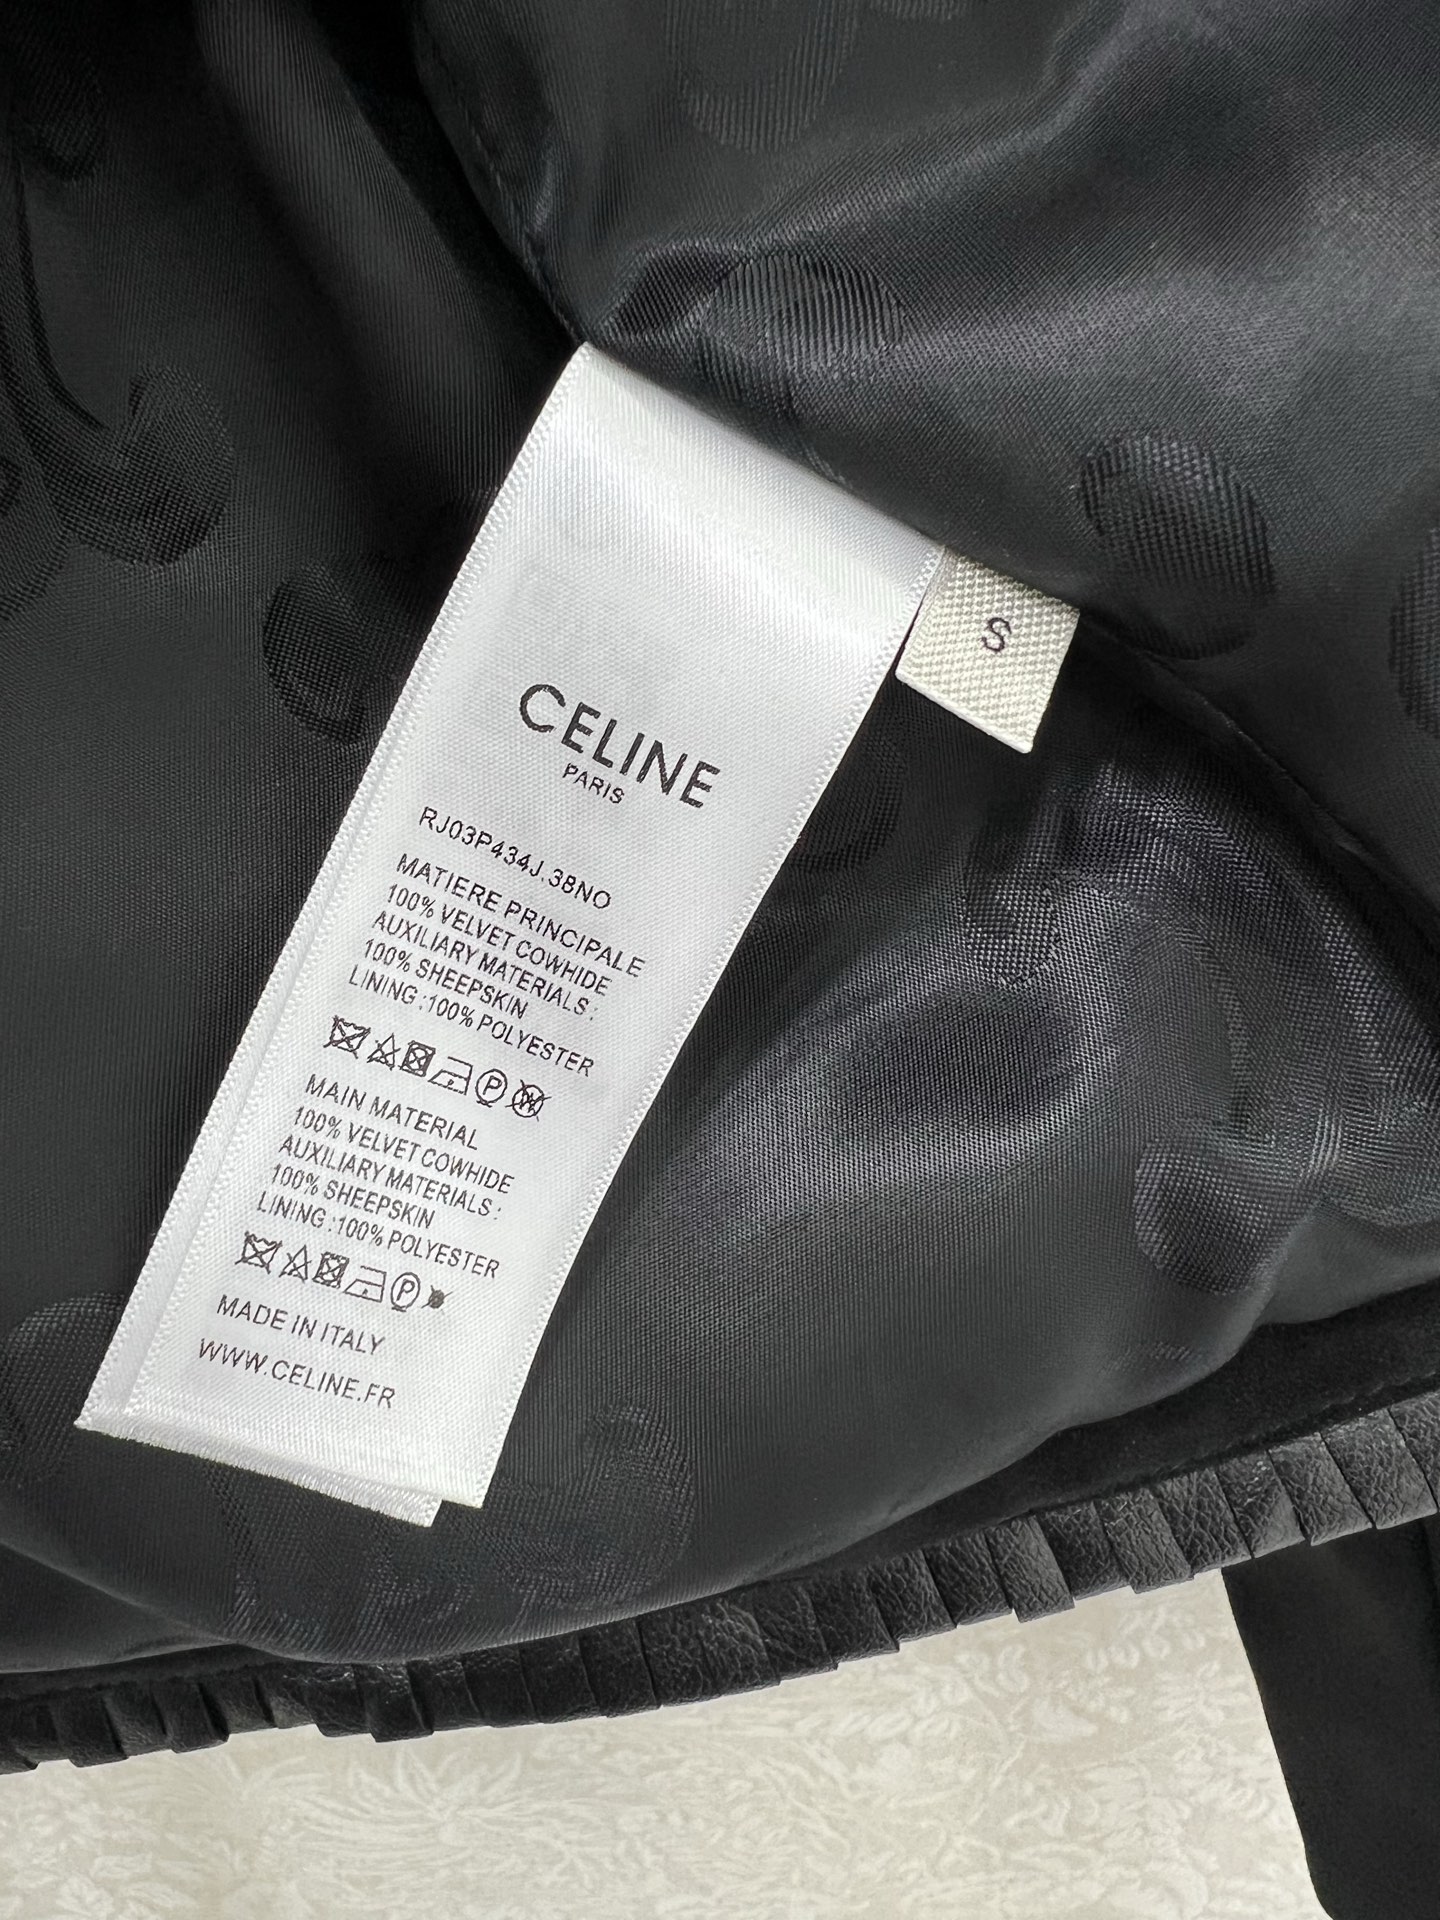 CELINE
PARIS
S
RJ03P434J.38NO
MATIERE PRINCIPALE
100% VELVET COWHIDE
AUXILIARY MATERIALS:
100% SHEEPSKIN
LINING:100% POLYESTER
P
W
MAIN MATERIAL
100% VELVET COWHIDE
AUXILIARY MATERIALS:
100% SHEEPSKIN
LINING:100% POLYESTER
P
MADE IN ITALY
WWW.CELINE.FR